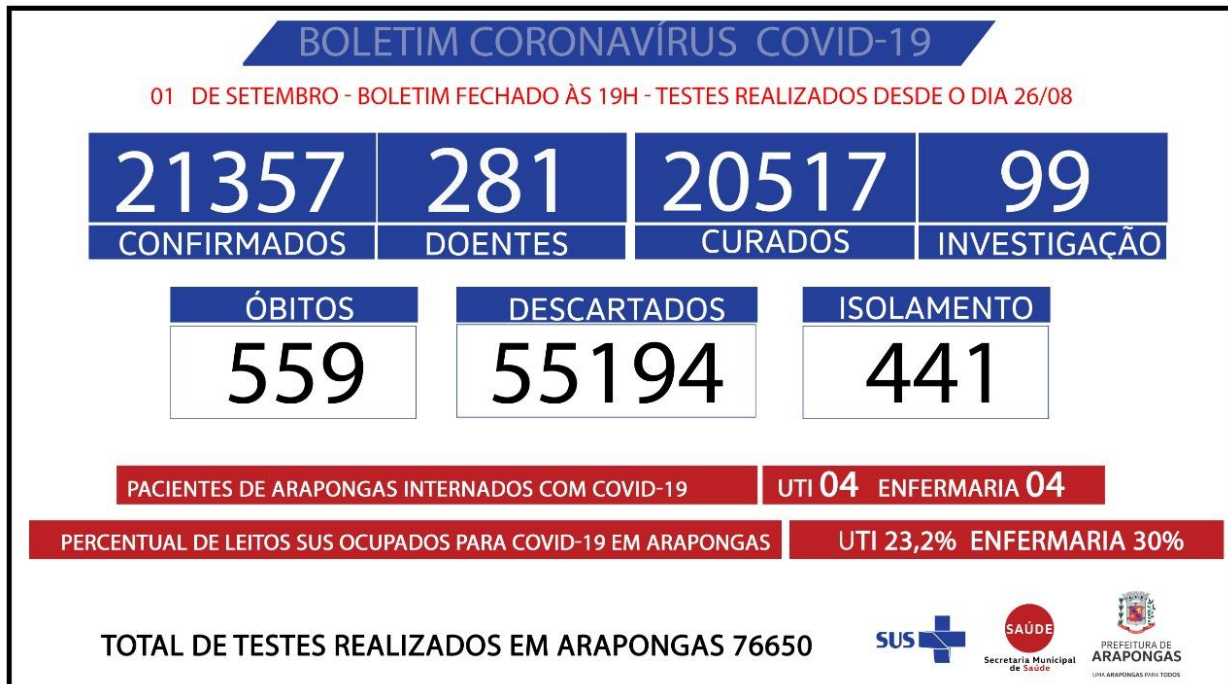 BOLETIM CORONAVÍRUS COVID-19
01 DE SETEMBRO - BOLETIM FECHADO ÀS 19H - TESTES REALIZADOS DESDE O DIA 26/08
21357 281 20517 99
CONFIRMADOS DOENTES CURADOS INVESTIGAÇÃO
ÓBITOS DESCARTADOS ISOLAMENTO
559 55194 441
PACIENTES DE ARAPONGAS INTERNADOS COM COVID-19 UTI 04 ENFERMARIA 04
PERCENTUAL DE LEITOS SUS OCUPADOS PARA COVID-19 EM ARAPONGAS UTI 23,2% ENFERMARIA 30%
TOTAL DE TESTES REALIZADOS EM ARAPONGAS 76650
SUS
SAÚDE
Secretaria Municipal
de Saúde
PREFEITURA DE
ARAPONGAS
UMA ARAPONGAS PARA TODOS